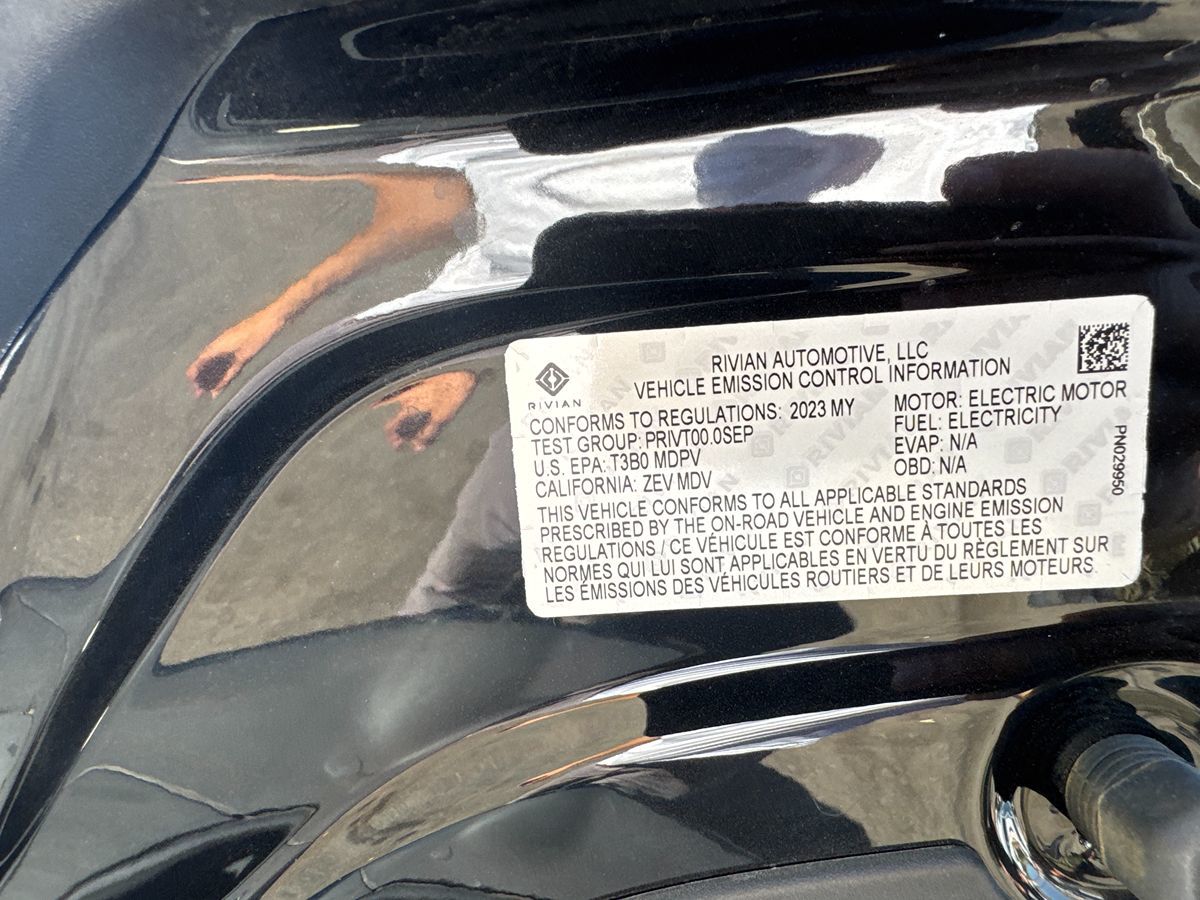 RIVIAN
RIVIAN AUTOMOTIVE, LLC
VEHICLE EMISSION CONTROL INFORMATION
CONFORMS TO REGULATIONS: 2023 MY
TEST GROUP: PRIVT00.0SEP
U.S. EPA: T3B0 MDPV
CALIFORNIA: ZEV MDV
MOTOR: ELECTRIC MOTOR
FUEL: ELECTRICITY
EVAP: N/A
OBD: N/A
THIS VEHICLE CONFORMS TO ALL APPLICABLE STANDARDS
PRESCRIBED BY THE ON-ROAD VEHICLE AND ENGINE EMISSION
REGULATIONS / CE VÉHICULE EST CONFORME À TOUTES LES
NORMES QUI LUI SONT APPLICABLES EN VERTU DU RÈGLEMENT SUR
LES ÉMISSIONS DES VÉHICULES ROUTIERS ET DE LEURS MOTEURS.
PN029950